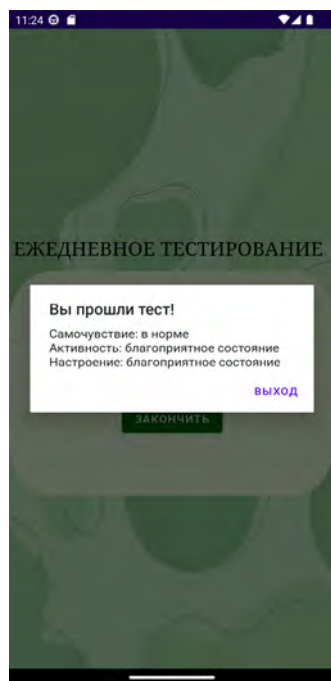 11:24
ЕЖЕДНЕВНОЕ ТЕСТИРОВАНИЕ
Вы прошли тест!
Самочувствие: в норме
Активность: благоприятное состояние
Настроение: благоприятное состояние
ВЫХОД
ЗАКОНЧИТЬ